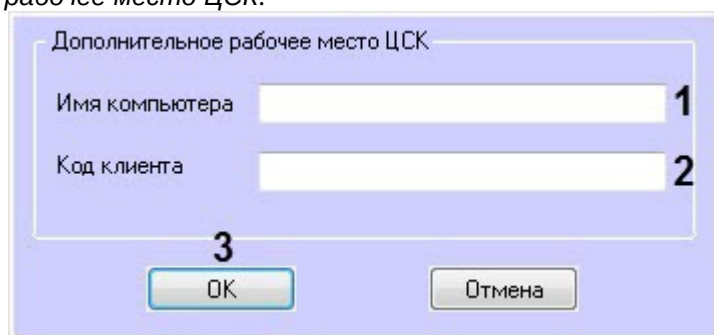 рабочее место ЦСК.
Дополнительное рабочее место ЦСК
Имя компьютера 1
Код клиента 2
3
OK Отмена